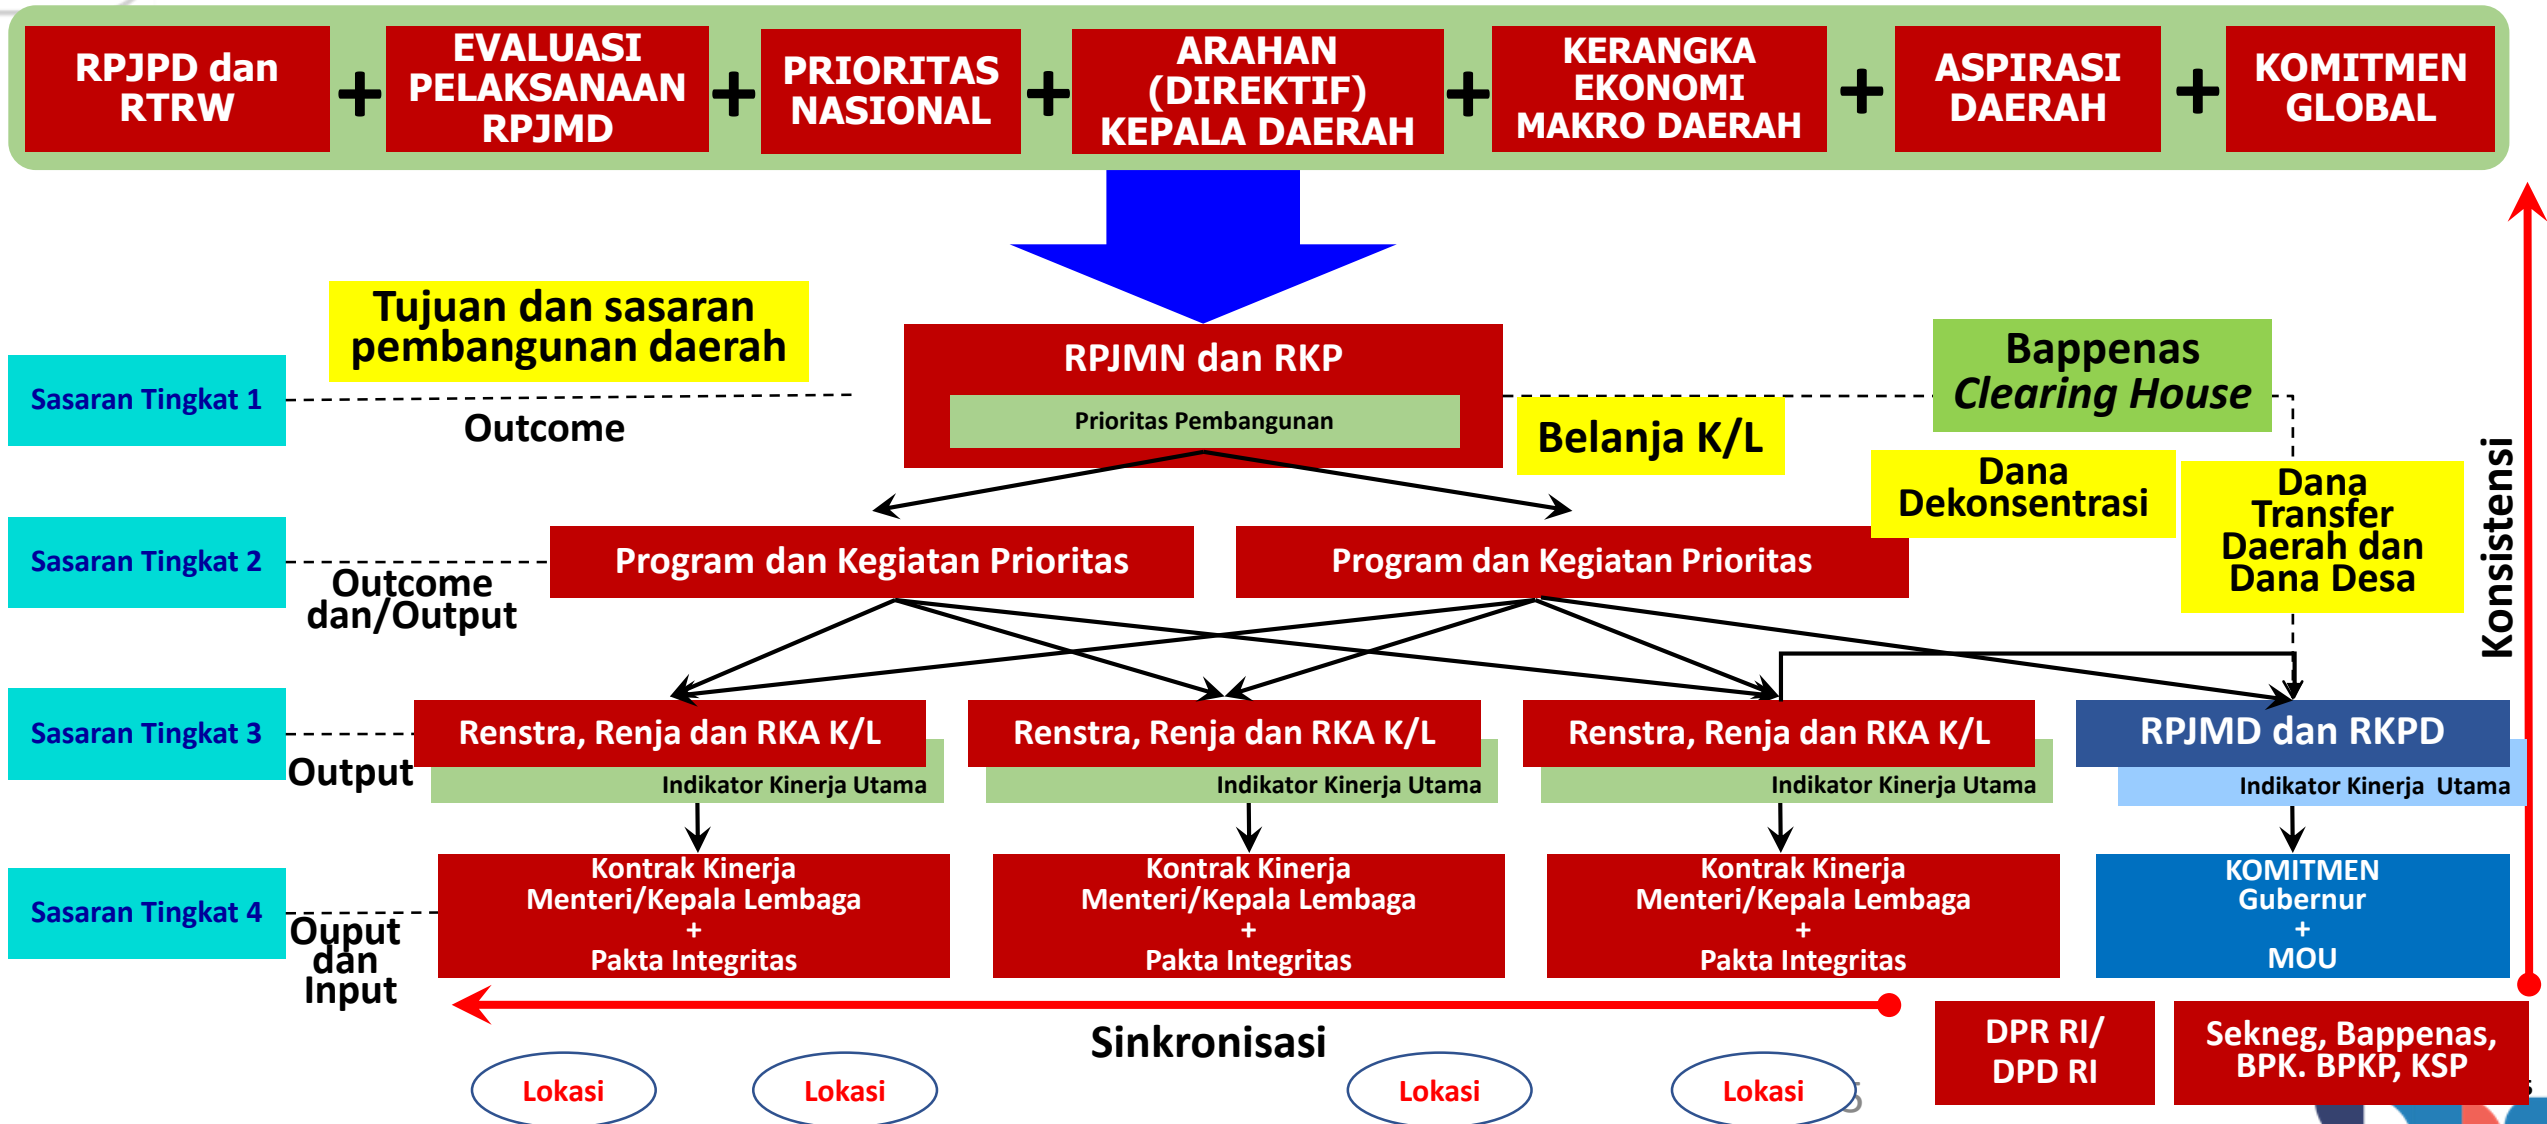 RPJPD dan
RTRW
+
EVALUASI
PELAKSANAAN
RPJMD
+
PRIORITAS
NASIONAL
+
ARAHAN
(DIREKTIF)
KEPALA DAERAH
+
KERANGKA
EKONOMI
MAKRO DAERAH
+
ASPIRASI
DAERAH
+
KOMITMEN
GLOBAL
Tujuan dan sasaran
pembangunan daerah
Sasaran Tingkat 1
Outcome
RPJMN dan RKP
Prioritas Pembangunan
Belanja K/L
Bappenas
Clearing House
Dana
Dekonsentrasi
Dana
Transfer
Daerah dan
Dana Desa
Konsistensi
Sasaran Tingkat 2
Outcome
dan/Output
Program dan Kegiatan Prioritas
Program dan Kegiatan Prioritas
Sasaran Tingkat 3
Output
Renstra, Renja dan RKA K/L
Indikator Kinerja Utama
Renstra, Renja dan RKA K/L
Indikator Kinerja Utama
Renstra, Renja dan RKA K/L
Indikator Kinerja Utama
RPJMD dan RKPD
Indikator Kinerja Utama
Sasaran Tingkat 4
Ouput
dan
Input
Kontrak Kinerja
Menteri/Kepala Lembaga
+
Pakta Integritas
Kontrak Kinerja
Menteri/Kepala Lembaga
+
Pakta Integritas
Kontrak Kinerja
Menteri/Kepala Lembaga
+
Pakta Integritas
KOMITMEN
Gubernur
+
MOU
Sinkronisasi
Lokasi
Lokasi
Lokasi
Lokasi
DPR RI/
DPD RI
Sekneg, Bappenas,
BPK. BPKP, KSP